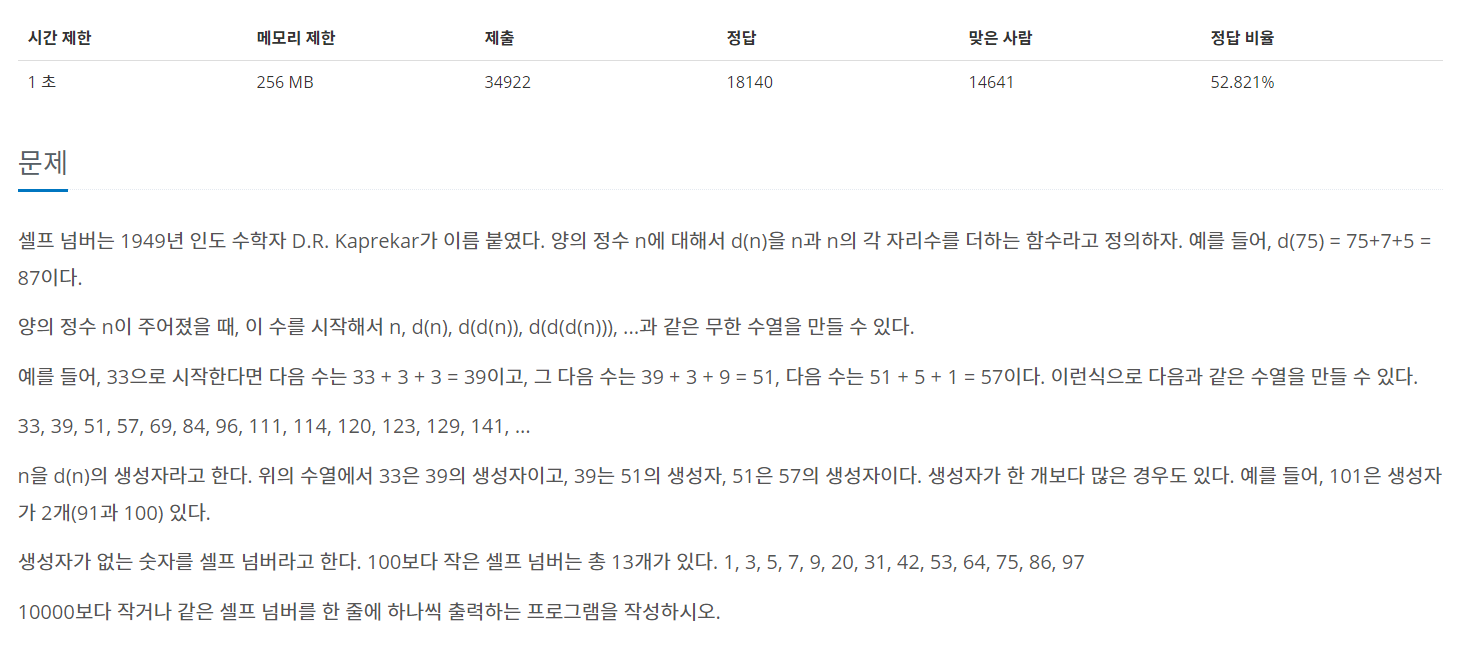 시간 제한 메모리 제한 제출 정답 맞은 사람 정답 비율
1 초 256 MB 34922 18140 14641 52.821%
문제
셀프 넘버는 1949년 인도 수학자 D.R. Kaprekar가 이름 붙였다. 양의 정수 n에 대해서 d(n)을 n과 n의 각 자리수를 더하는 함수라고 정의하자. 예를 들어, d(75) = 75+7+5 =
87이다.
양의 정수 n이 주어졌을 때, 이 수를 시작해서 n, d(n), d(d(n)), d(d(d(n))), ...과 같은 무한 수열을 만들 수 있다.
예를 들어, 33으로 시작한다면 다음 수는 33 + 3 + 3 = 39이고, 그 다음 수는 39 + 3 + 9 = 51, 다음 수는 51 + 5 + 1 = 57이다. 이런식으로 다음과 같은 수열을 만들 수 있다.
33, 39, 51, 57, 69, 84, 96, 111, 114, 120, 123, 129, 141, ...
n을 d(n)의 생성자라고 한다. 위의 수열에서 33은 39의 생성자이고, 39는 51의 생성자, 51은 57의 생성자이다. 생성자가 한 개보다 많은 경우도 있다. 예를 들어, 101은 생성자
가 2개(91과 100) 있다.
생성자가 없는 숫자를 셀프 넘버라고 한다. 100보다 작은 셀프 넘버는 총 13개가 있다. 1, 3, 5, 7, 9, 20, 31, 42, 53, 64, 75, 86, 97
10000보다 작거나 같은 셀프 넘버를 한 줄에 하나씩 출력하는 프로그램을 작성하시오.